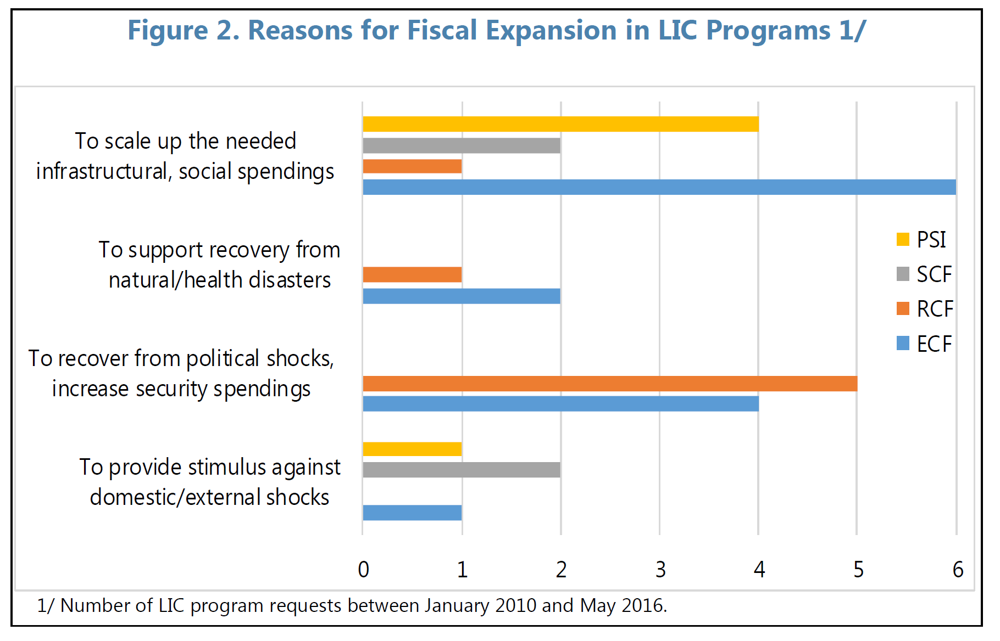 Figure 2. Reasons for Fiscal Expansion in LIC Programs 1/
To scale up the needed
infrastructural, social spendings
To support recovery from
natural/health disasters
To recover from political shocks,
increase security spendings
To provide stimulus against
domestic/external shocks
PSI
SCF
RCF
ECF
0 1 2 3 4 5 6
1/ Number of LIC program requests between January 2010 and May 2016.